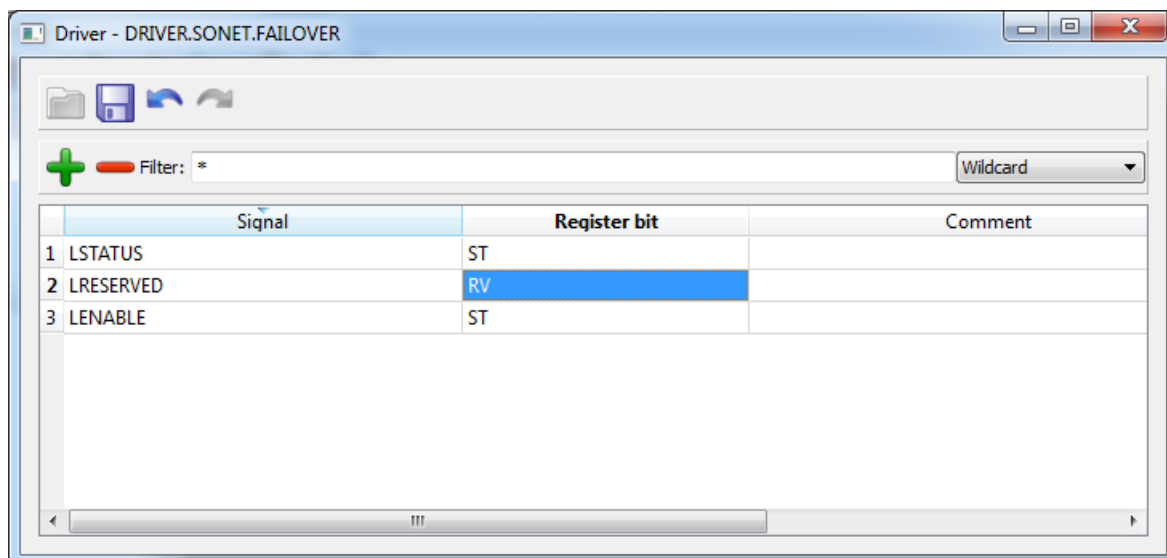 Driver - DRIVER.SONET.FAILOVER
Filter: * Wildcard
Signal Register bit Comment
1 LSTATUS ST
2 LRESERVED RV
3 LENABLE ST